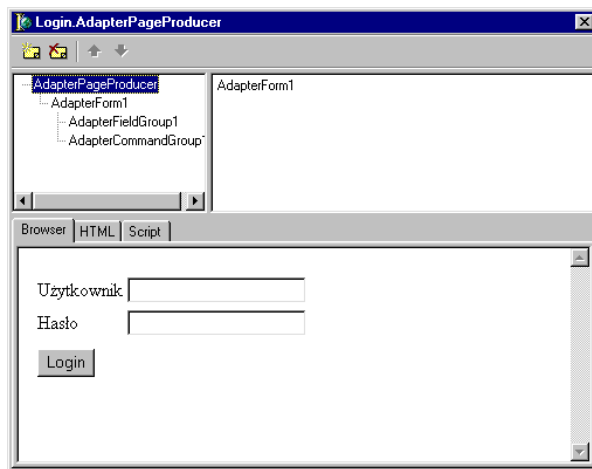 Login.AdapterPageProducer
AdapterPageProducer
AdapterForm1
AdapterFieldGroup1
AdapterCommandGroup
AdapterForm1
Browser HTML Script
Użytkownik
Hasło
Login